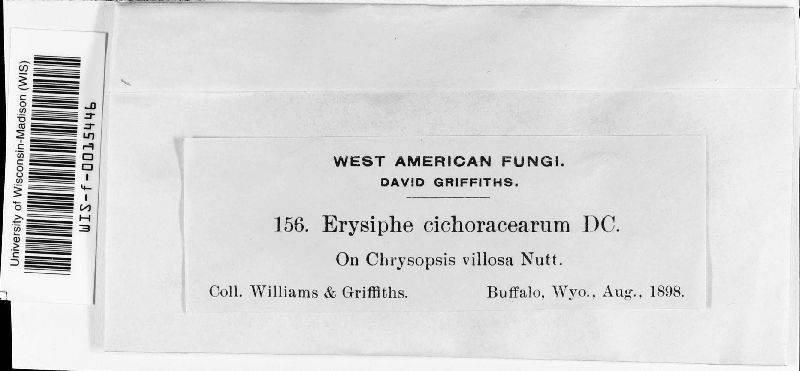 University of Wisconsin-Madison (WIS)
WIS-f-0015446
WEST AMERICAN FUNGI.
DAVID GRIFFITHS.
156. Erysiphe cichoracearum DC.
On Chrysopsis villosa Nutt.
Coll. Williams & Griffiths. Buffalo, Wyo., Aug., 1898.